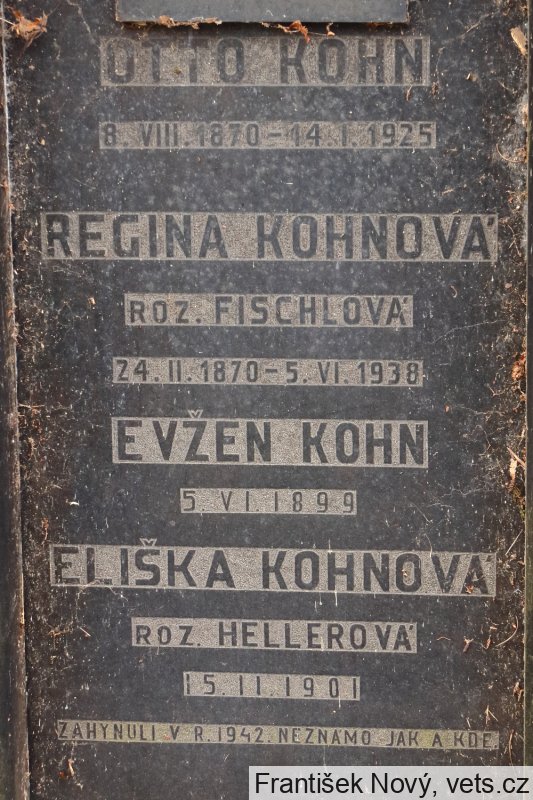 OTTO KOHN
8. VIII. 1870 – 14. I. 1925
REGINA KOHNOVÁ
ROZ. FISCHLOVÁ
24. II. 1870 – 5. VI. 1938
EVŽEN KOHN
5. VI. 1899
ELIŠKA KOHNOVÁ
ROZ. HELLEROVÁ
15. II. 1901
ZAHYNULI V R. 1942. NEZNÁMO JAK A KDE.
František Nový, vets.cz